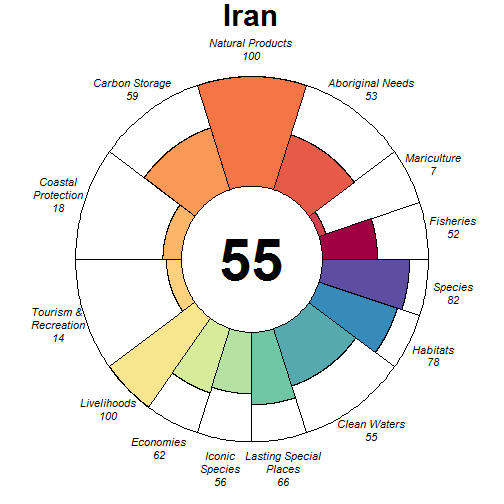 Iran
Natural Products
100
Carbon Storage
59
Aboriginal Needs
53
Mariculture
7
Coastal
Protection
18
Fisheries
52
55
Species
82
Tourism &
Recreation
14
Habitats
78
Livelihoods
100
Clean Waters
55
Economies
62
Iconic
Species
56
Lasting Special
Places
66